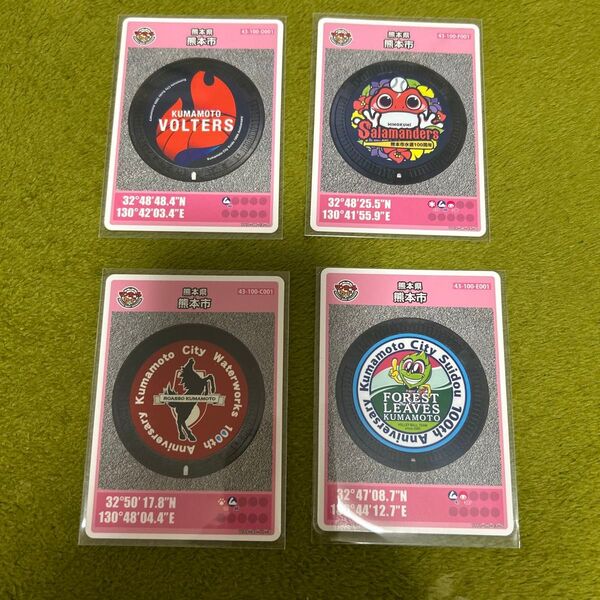 熊本県
熊本市
43-100-D001
KUMAMOTO
VOLTERS
32°48'48.4"N
130°42'03.4"E
熊本県
熊本市
43-100-F001
HINOKUNI
Salamanders
熊本市水道100周年
32°48'25.5"N
130°41'55.9"E
熊本県
熊本市
43-100-C001
Kumamoto City Waterworks 100th Anniversary
ROASSO KUMAMOTO
32°50'17.8"N
130°48'04.4"E
熊本県
熊本市
43-100-E001
Kumamoto City Suidou 100th Anniversary
FOREST
LEAVES
KUMAMOTO
32°47'08.7"N
44'12.7"E